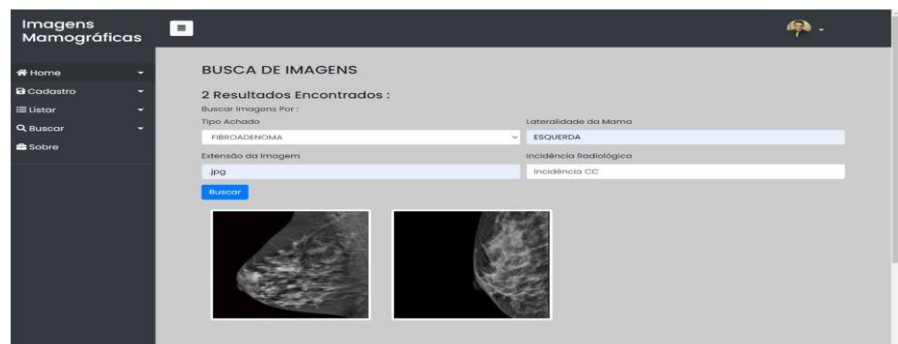 Imagens
Mamográficas
Home
Cadastro
Listar
Buscar
Sobre
BUSCA DE IMAGENS
2 Resultados Encontrados :
Buscar Imagens Por :
Tipo Achado
Lateralidade da Mama
FIBROADENOMA
ESQUERDA
Extensão da Imagem
Incidência Radiológica
.jpg
Incidência CC
Buscar